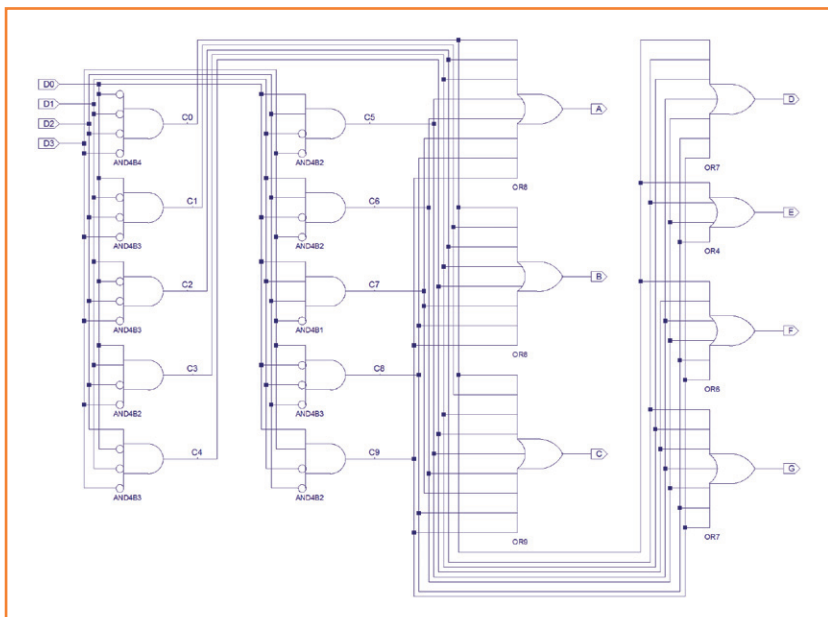 D0
D1
D2
D3
C0
AND4B4
C1
AND4B3
C2
AND4B3
C3
AND4B2
C4
AND4B3
C5
AND4B2
C6
AND4B2
C7
AND4B1
C8
AND4B3
C9
AND4B2
A
OR8
B
OR8
C
OR9
D
OR7
E
OR4
F
OR6
G
OR7